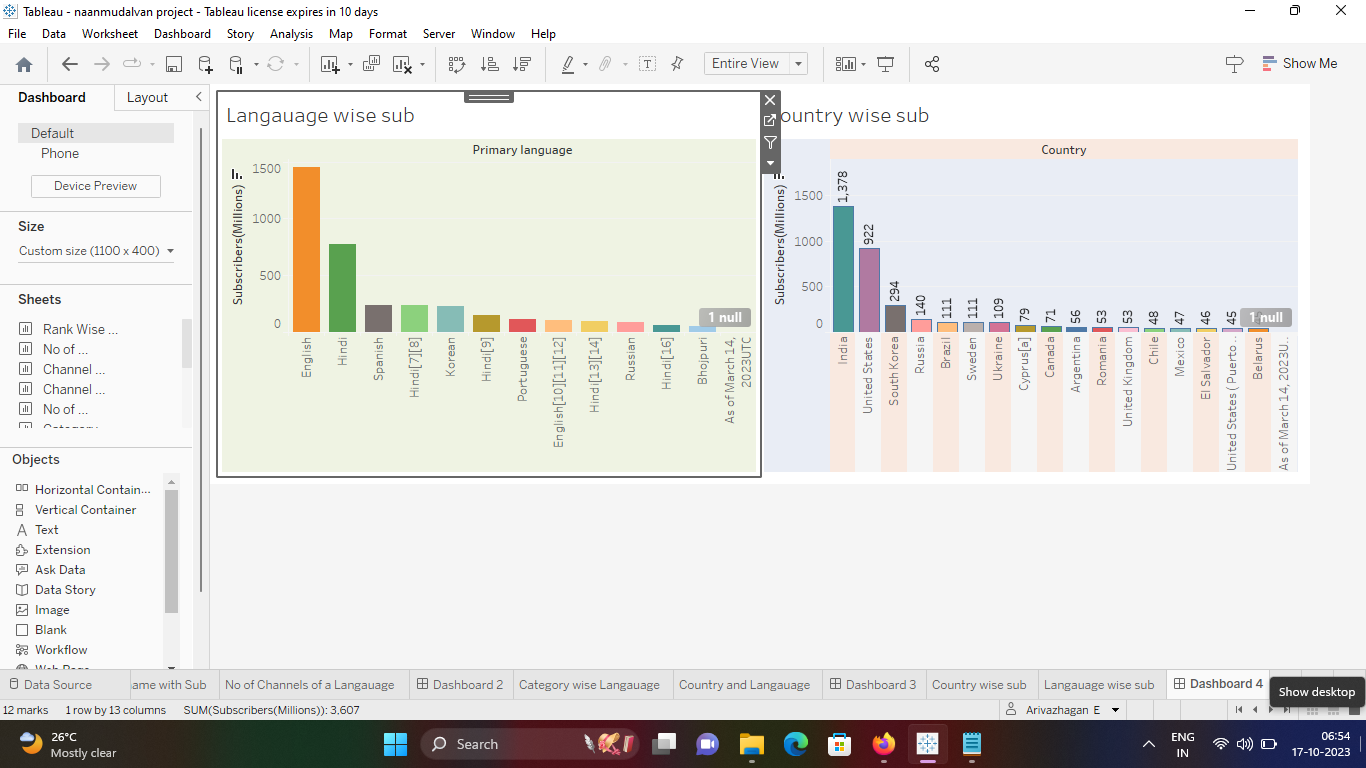 Tableau - naanmudalvan project - Tableau license expires in 10 days
File Data Worksheet Dashboard Story Analysis Map Format Server Window Help
Entire View
Show Me
Dashboard Layout
Default
Phone
Device Preview
Size
Custom size (1100 x 400)
Sheets
Rank Wise ...
No of ...
Channel ...
Channel ...
No of ...
Objects
Horizontal Contain...
Vertical Container
Text
Extension
Ask Data
Data Story
Image
Blank
Workflow
Langauage wise sub
Primary language
Subscribers(Millions)
1500
1000
500
0
1 null
English
Hindi
Spanish
Hindi[7][8]
Korean
Hindi[9]
Portuguese
English[10][11][12]
Hindi[13][14]
Russian
Hindi[16]
Bhojpuri
As of March 14,
2023UTC
ountry wise sub
Country
Subscribers(Millions)
1500
1000
500
0
1,378
922
294
140
111
111
109
79
71
56
53
53
48
47
46
45
null
India
United States
South Korea
Russia
Brazil
Sweden
Ukraine
Cyprus[a]
Canada
Argentina
Romania
United Kingdom
Chile
Mexico
El Salvador
United States ( Puerto ..
Belarus
As of March 14, 2023U..
Data Source ame with Sub No of Channels of a Langauage Dashboard 2 Category wise Langauage Country and Langauage Dashboard 3 Country wise sub Langauage wise sub Dashboard 4
Show desktop
12 marks 1 row by 13 columns SUM(Subscribers(Millions)): 3,607
Arivazhagan E
26°C
Mostly clear
Search
ENG
IN
06:54
17-10-2023